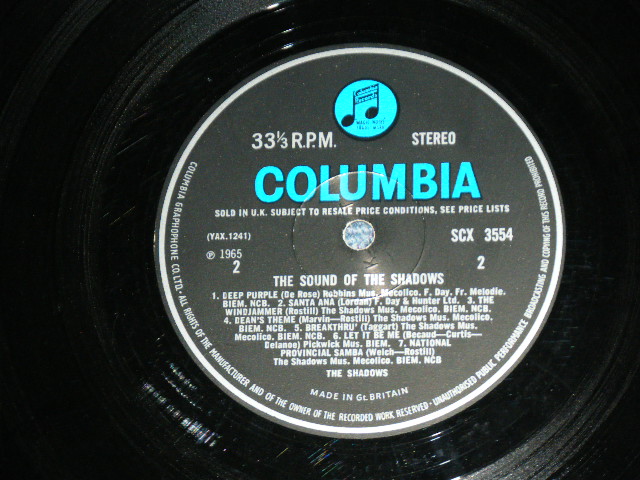 Columbia
Records
MAGIC NOTES
TRADE MARK
33⅓ R.P.M. STEREO
COLUMBIA
SOLD IN U.K. SUBJECT TO RESALE PRICE CONDITIONS, SEE PRICE LISTS
(YAX.1241) SCX 3554
℗ 1965
2 2
THE SOUND OF THE SHADOWS
1. DEEP PURPLE (De Rose) Robbins Mus. Mecolico. F. Day, Fr. Melodie.
BIEM. NCB. 2. SANTA ANA (Lordan) F. Day & Hunter Ltd. 3. THE
WINDJAMMER (Rostill) The Shadows Mus. Mecolico. BIEM. NCB.
4. DEAN'S THEME (Marvin—Rostill) The Shadows Mus. Mecolico
BIEM. NCB. 5. BREAKTHRU' (Taggart) The Shadows Mus.
Mecolico. BIEM. NCB. 6. LET IT BE ME (Becaud—Curtis—
Delanoe) Pickwick Mus. BIEM. 7. NATIONAL
PROVINCIAL SAMBA (Welch—Rostill)
The Shadows Mus. Mecolico. BIEM. NCB
THE SHADOWS
MADE IN Gt. BRITAIN
COLUMBIA GRAPHOPHONE CO. LTD. · ALL RIGHTS OF THE MANUFACTURER AND OF THE OWNER OF THE RECORDED WORK RESERVED · UNAUTHORISED PUBLIC PERFORMANCE BROADCASTING AND COPYING OF THIS RECORD PROHIBITED